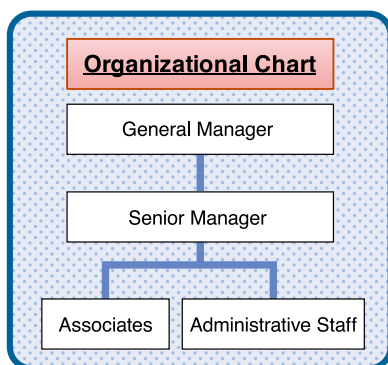 Organizational Chart
General Manager
Senior Manager
Associates
Administrative Staff